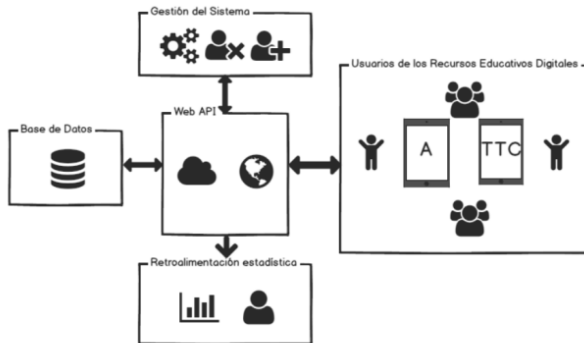 Gestión del Sistema
Usuarios de los Recursos Educativos Digitales
Web API
Base de Datos
A
TTC
Retroalimentación estadística